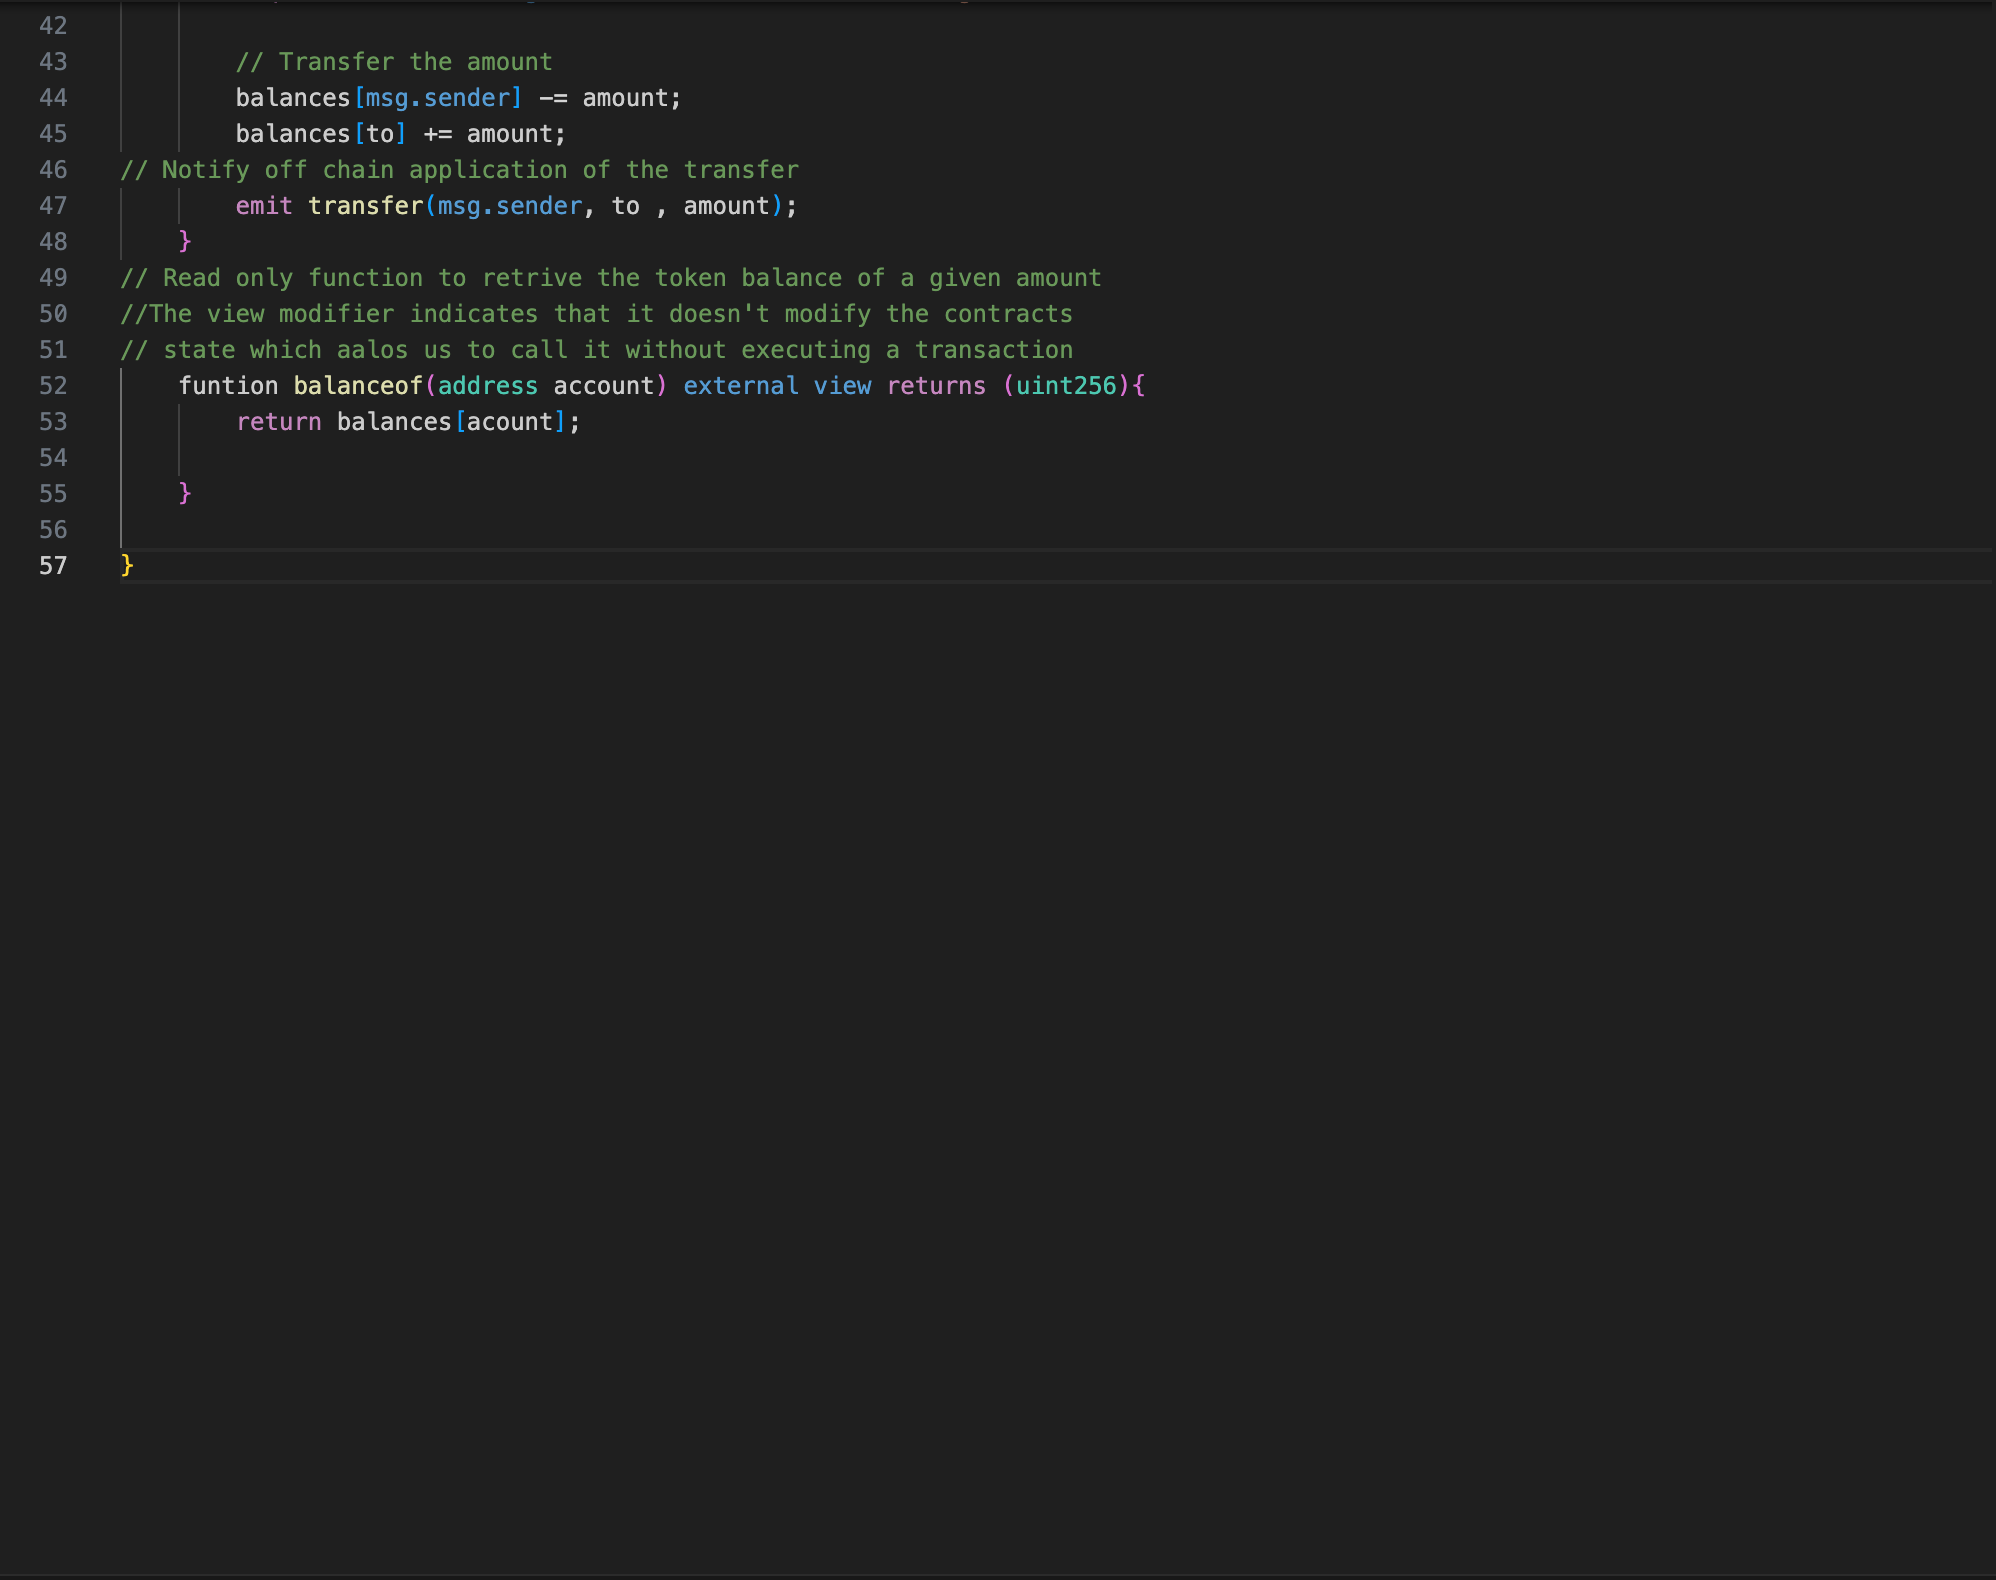 42
43 // Transfer the amount
44 balances[msg.sender] -= amount;
45 balances[to] += amount;
46 // Notify off chain application of the transfer
47 emit transfer(msg.sender, to , amount);
48 }
49 // Read only function to retrive the token balance of a given amount
50 //The view modifier indicates that it doesn't modify the contracts
51 // state which aalos us to call it without executing a transaction
52 funtion balanceof(address account) external view returns (uint256){
53 return balances[acount];
54
55 }
56
57 }